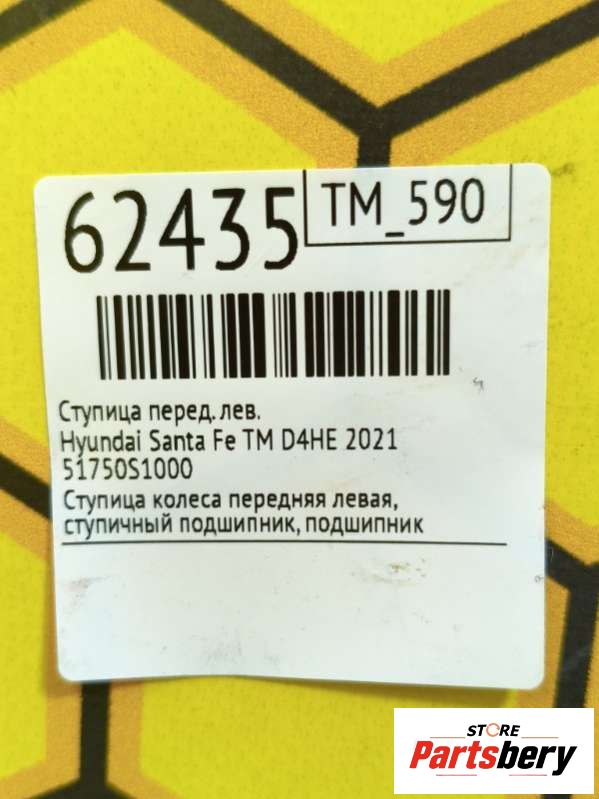 62435
TM_590
Ступица перед. лев.
Hyundai Santa Fe TM D4HE 2021
51750S1000
Ступица колеса передняя левая,
ступичный подшипник, подшипник
STORE
Partsbery